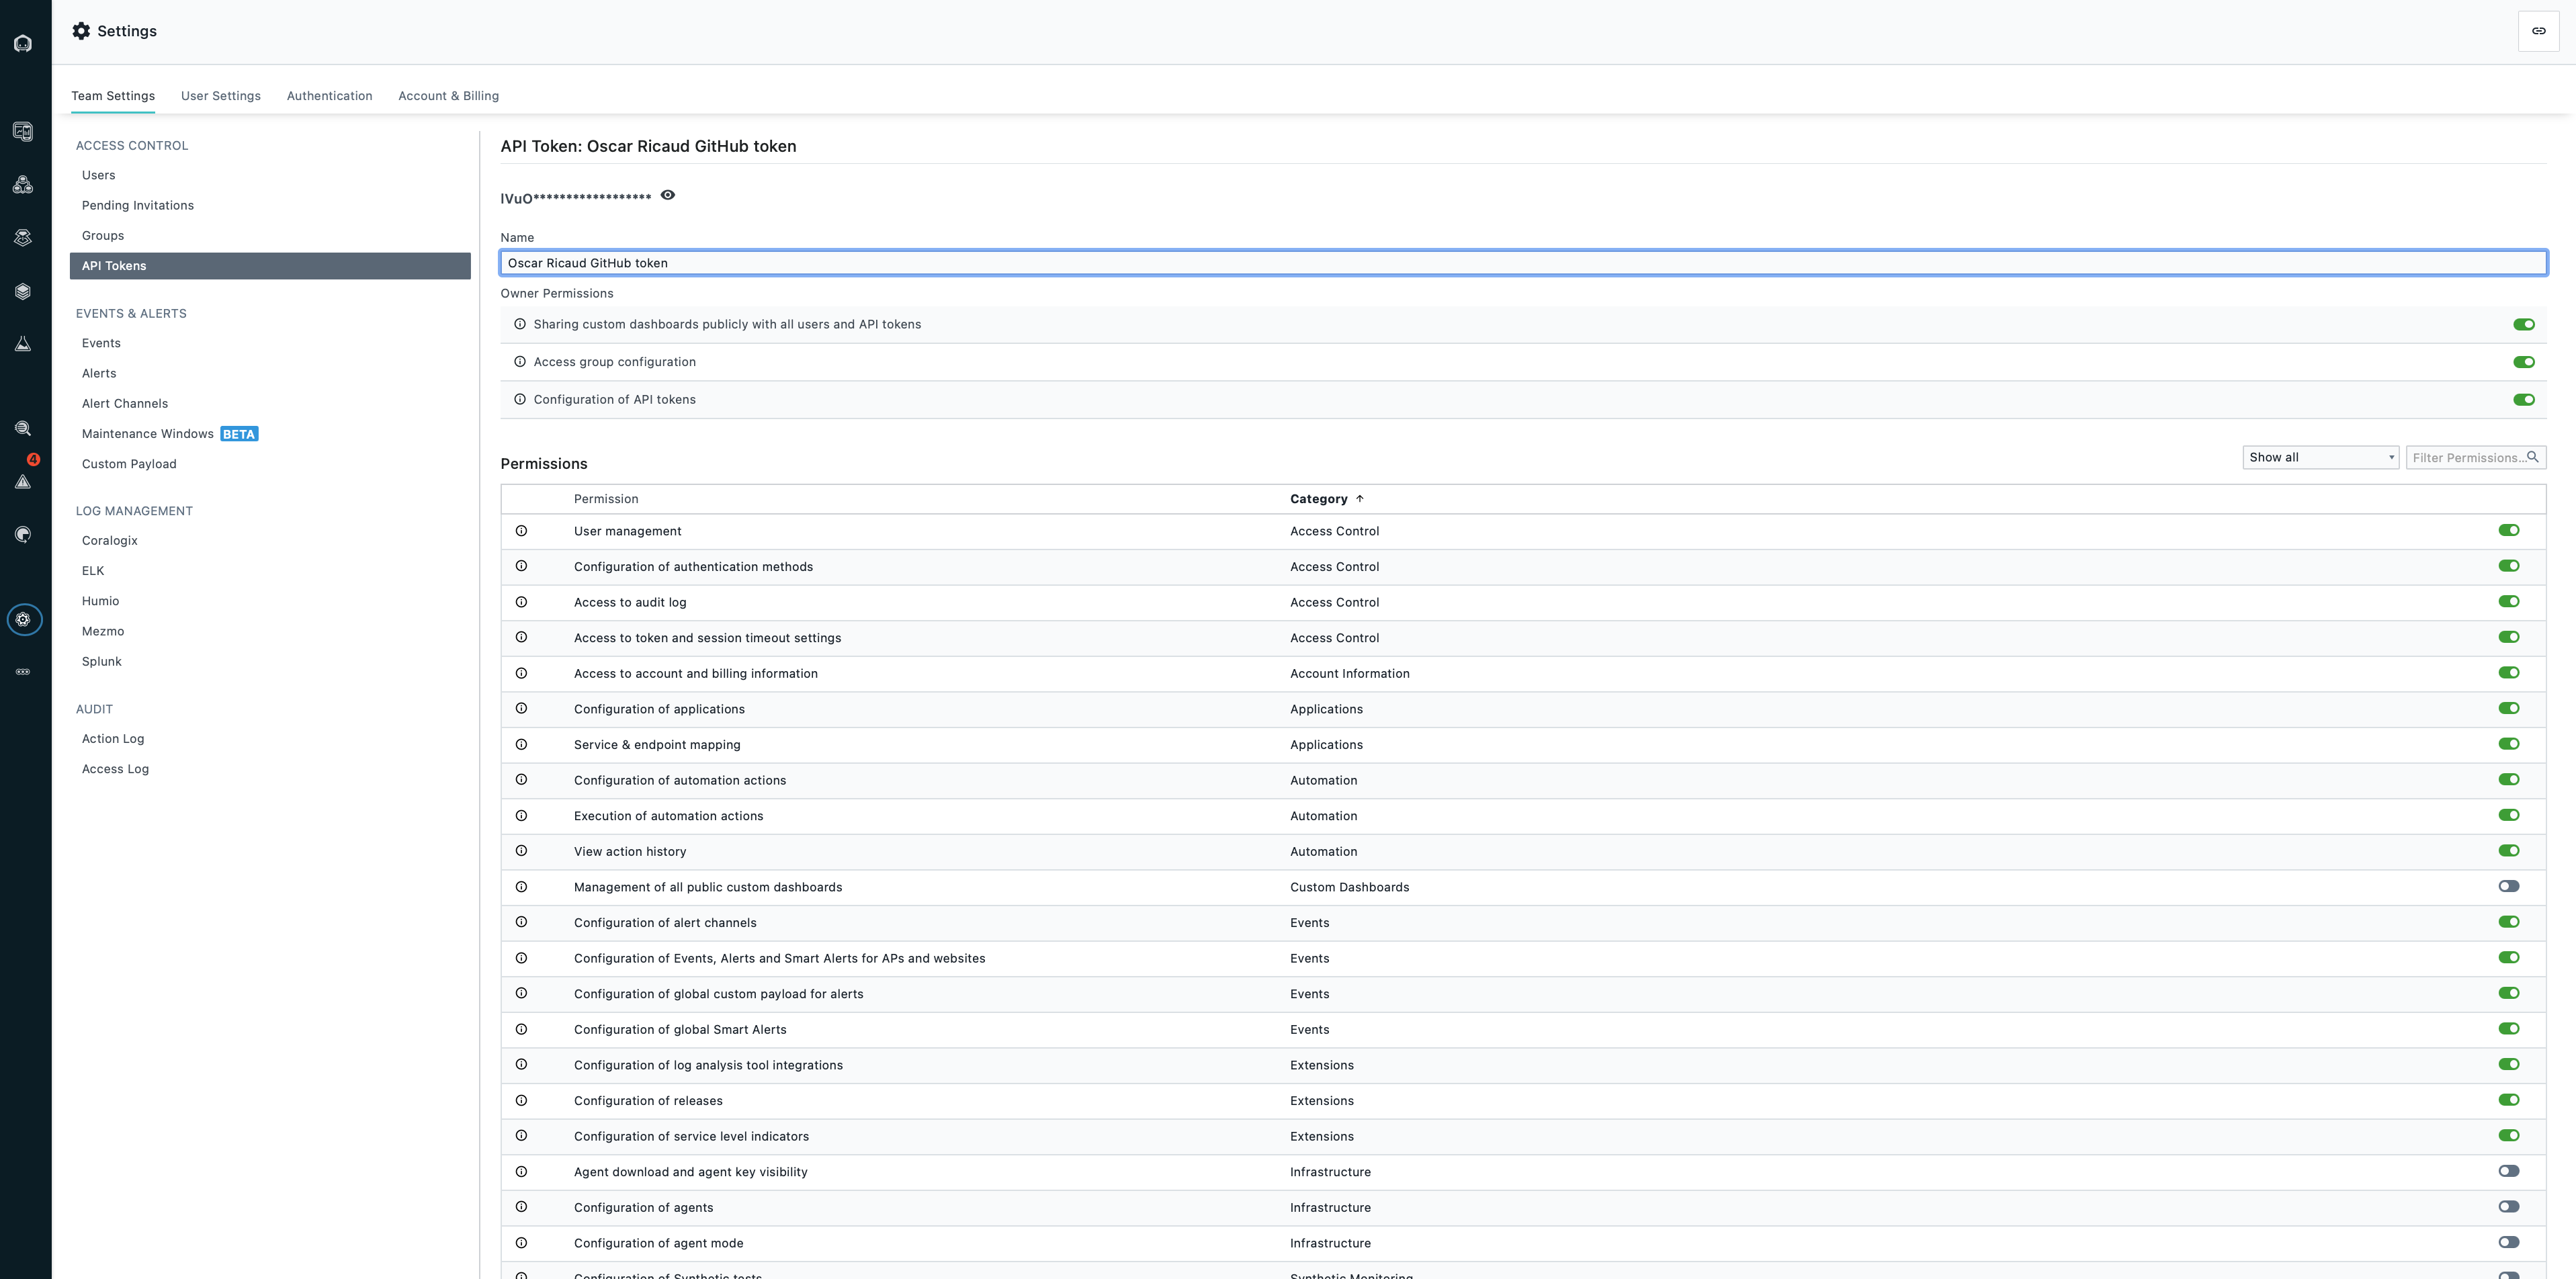 Settings
Team Settings User Settings Authentication Account & Billing
ACCESS CONTROL
Users
Pending Invitations
Groups
API Tokens
EVENTS & ALERTS
Events
Alerts
Alert Channels
Maintenance Windows BETA
Custom Payload
LOG MANAGEMENT
Coralogix
ELK
Humio
Mezmo
Splunk
AUDIT
Action Log
Access Log
4
API Token: Oscar Ricaud GitHub token
lVuO******************
Name
Oscar Ricaud GitHub token
Owner Permissions
Sharing custom dashboards publicly with all users and API tokens
Access group configuration
Configuration of API tokens
Permissions Show all Filter Permissions...
Permission Category ↑
User management Access Control
Configuration of authentication methods Access Control
Access to audit log Access Control
Access to token and session timeout settings Access Control
Access to account and billing information Account Information
Configuration of applications Applications
Service & endpoint mapping Applications
Configuration of automation actions Automation
Execution of automation actions Automation
View action history Automation
Management of all public custom dashboards Custom Dashboards
Configuration of alert channels Events
Configuration of Events, Alerts and Smart Alerts for APs and websites Events
Configuration of global custom payload for alerts Events
Configuration of global Smart Alerts Events
Configuration of log analysis tool integrations Extensions
Configuration of releases Extensions
Configuration of service level indicators Extensions
Agent download and agent key visibility Infrastructure
Configuration of agents Infrastructure
Configuration of agent mode Infrastructure
Configuration of Synthetic tests Synthetic Monitoring